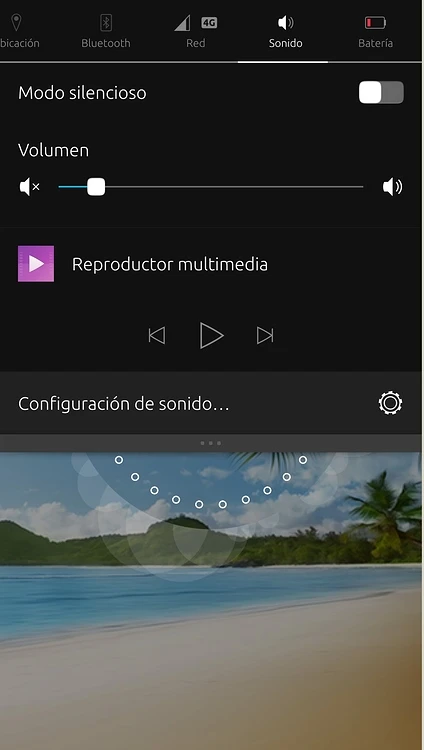 bicación
Bluetooth
4G
Red
Sonido
Batería
Modo silencioso
Volumen
Reproductor multimedia
Configuración de sonido...